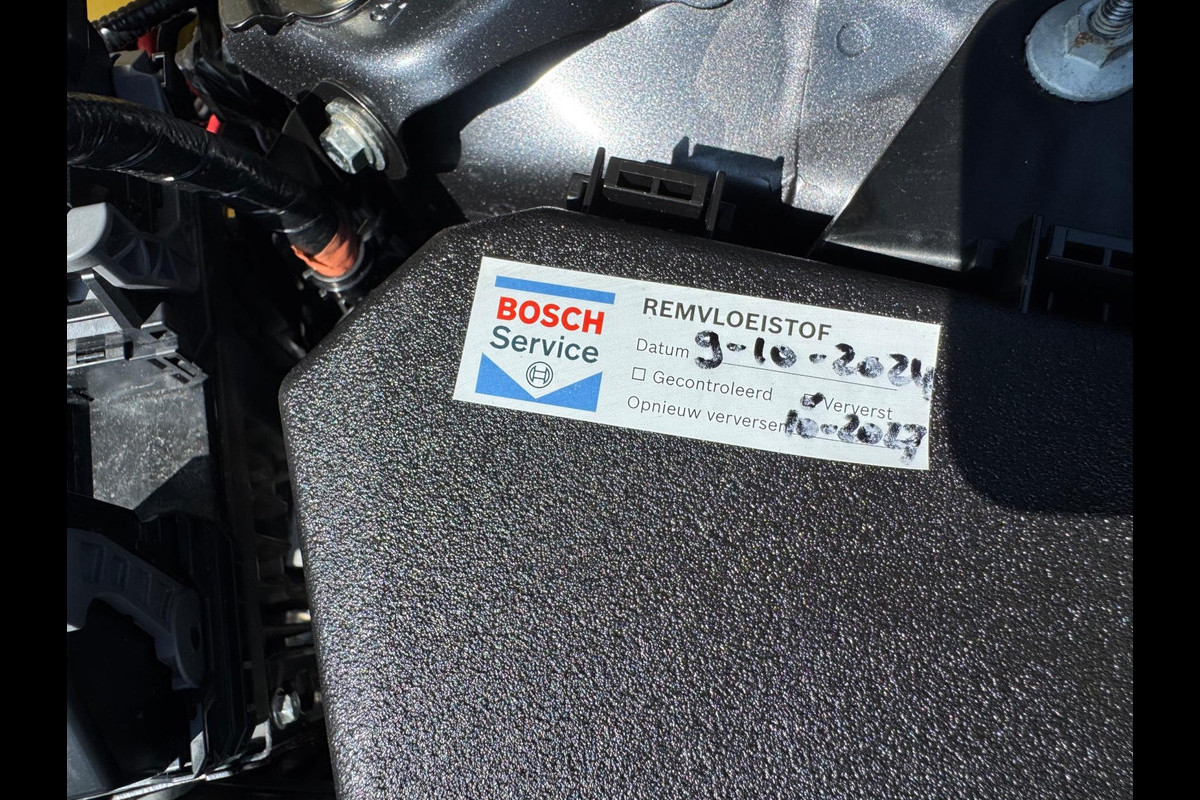 BOSCH
Service
REMVLOEISTOF
Datum 9-10-2024
☐ Gecontroleerd ☑ Ververst
Opnieuw verversen 10-2027